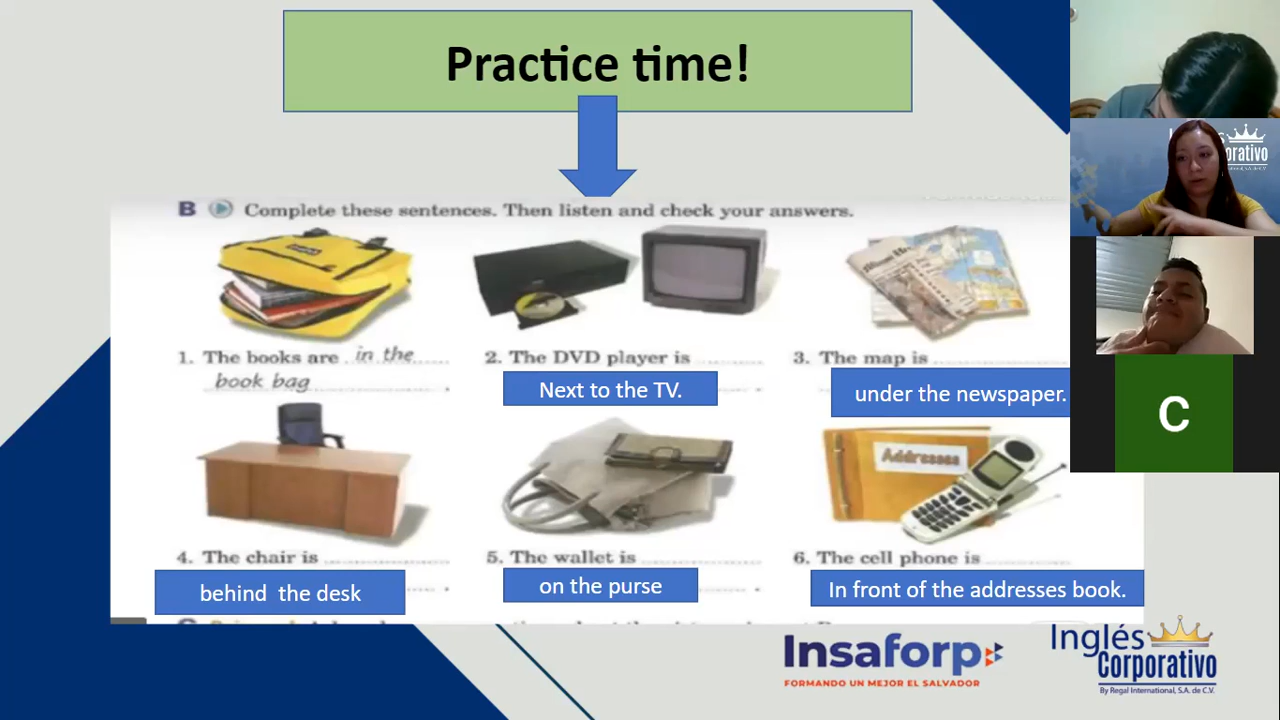 Practice time!
B Complete these sentences. Then listen and check your answers.
1. The books are in the
book bag.
2. The DVD player is
Next to the TV.
3. The map is
under the newspaper.
Addresses
4. The chair is
behind the desk
5. The wallet is
on the purse
6. The cell phone is
In front of the addresses book.
C
orativo
C
Insaforp
FORMANDO UN MEJOR EL SALVADOR
Inglés
Corporativo
By Regal International, S.A. de C.V.